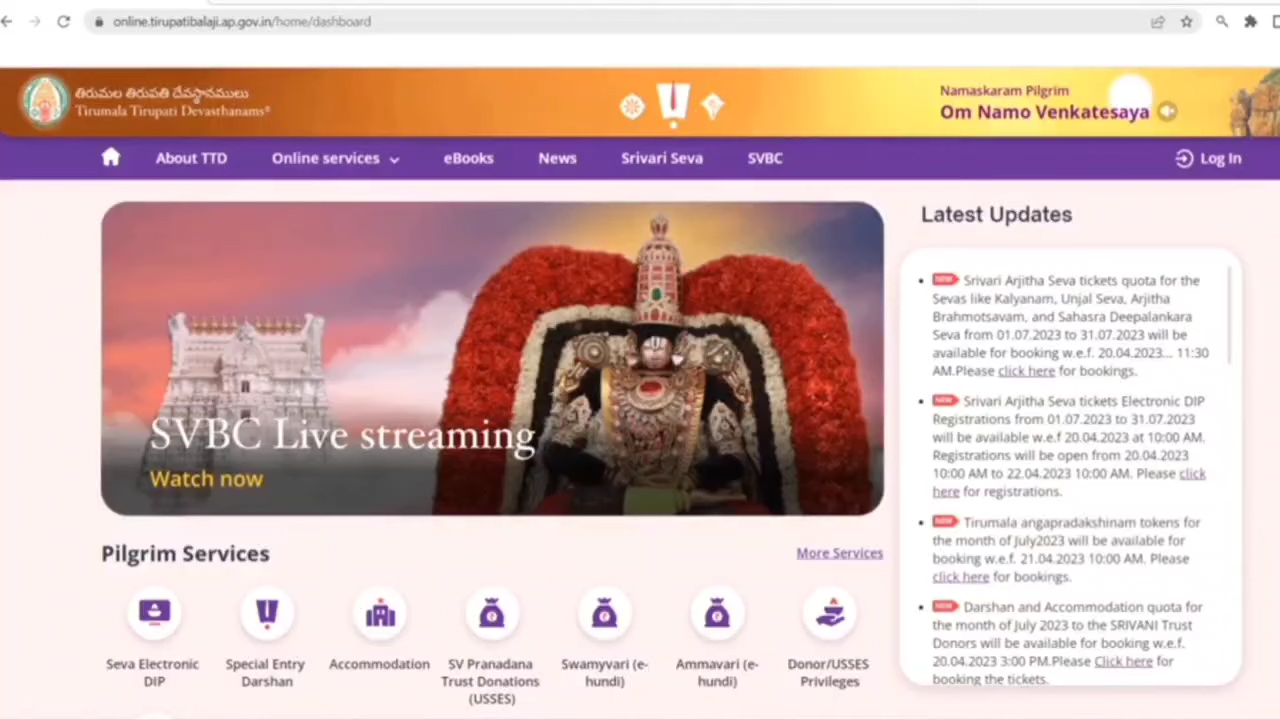 online.tirupatibalaji.ap.gov.in/home/dashboard
తిరుమల తిరుపతి దేవస్థానములు
Tirumala Tirupati Devasthanams®
Namaskaram Pilgrim
Om Namo Venkatesaya
About TTD
Online services
eBooks
News
Srivari Seva
SVBC
Log In
SVBC Live streaming
Watch now
Latest Updates
NEW Srivari Arjitha Seva tickets quota for the
Sevas like Kalyanam, Unjal Seva, Arjitha
Brahmotsavam, and Sahasra Deepalankara
Seva from 01.07.2023 to 31.07.2023 will be
available for booking w.e.f. 20.04.2023... 11:30
AM.Please click here for bookings.
NEW Srivari Arjitha Seva tickets Electronic DIP
Registrations from 01.07.2023 to 31.07.2023
will be available w.e.f 20.04.2023 at 10:00 AM.
Registrations will be open from 20.04.2023
10:00 AM to 22.04.2023 10:00 AM. Please click
here for registrations.
NEW Tirumala angapradakshinam tokens for
the month of July2023 will be available for
booking w.e.f. 21.04.2023 10:00 AM. Please
click here for bookings.
NEW Darshan and Accommodation quota for
the month of July 2023 to the SRIVANI Trust
Donors will be available for booking w.e.f.
20.04.2023 3:00 PM.Please Click here for
booking the tickets.
Pilgrim Services
More Services
Seva Electronic
DIP
Special Entry
Darshan
Accommodation
SV Pranadana
Trust Donations
(USSES)
Swamyvari (e-
hundi)
Ammavari (e-
hundi)
Donor/USSES
Privileges